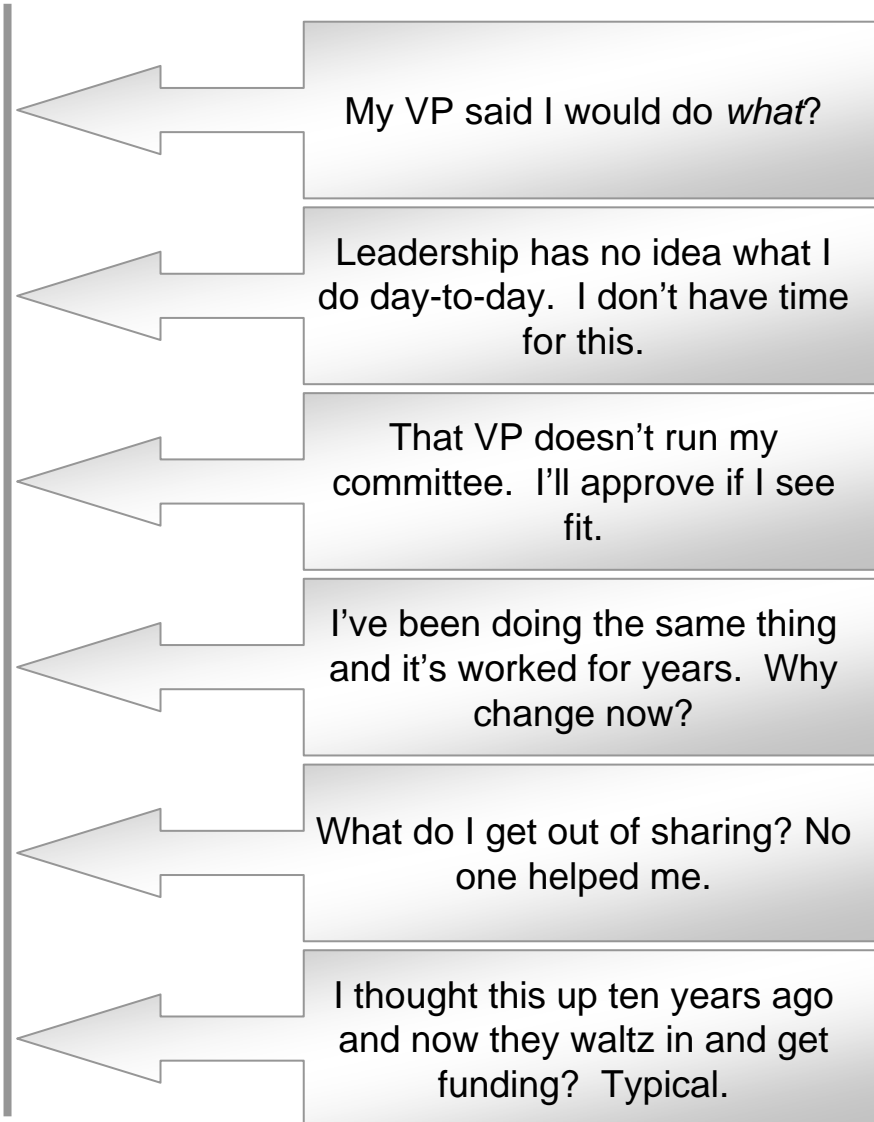 My VP said I would do what?
Leadership has no idea what I
do day-to-day.  I don’t have time
for this.
That VP doesn’t run my
committee.  I’ll approve if I see
fit.
I’ve been doing the same thing
and it’s worked for years.  Why
change now?
What do I get out of sharing? No
one helped me.
I thought this up ten years ago
and now they waltz in and get
funding?  Typical.